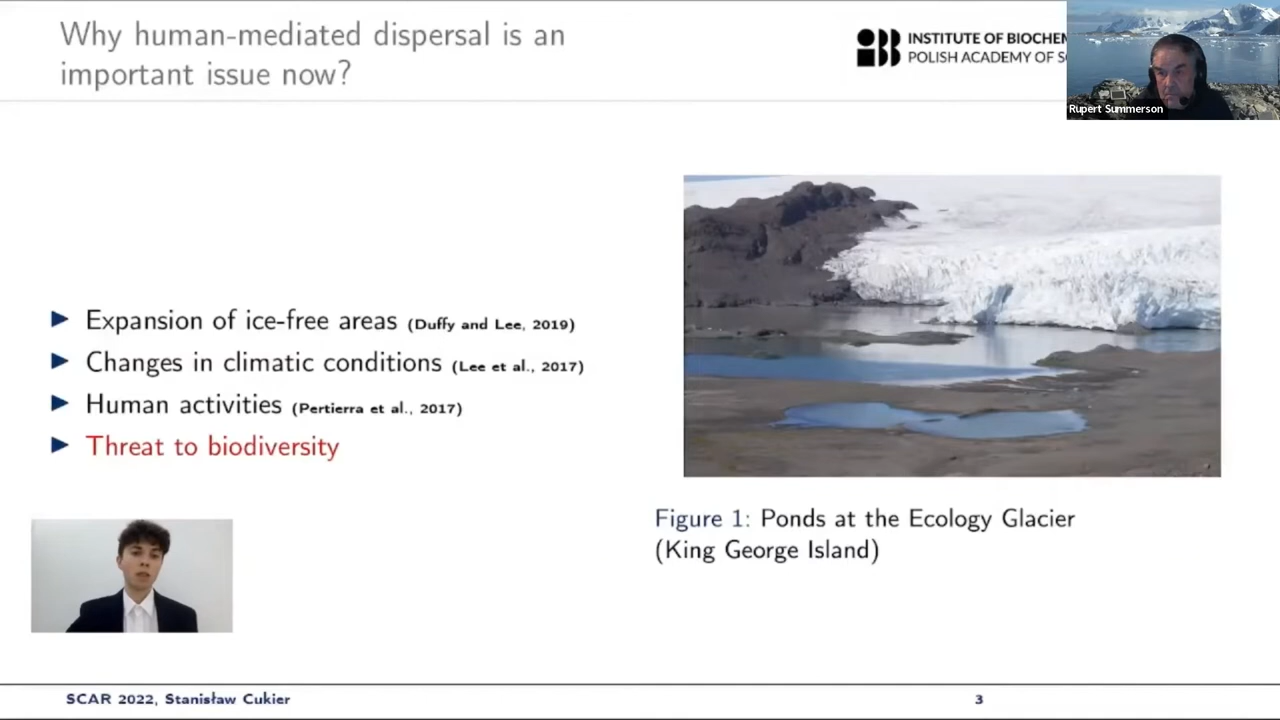 Why human-mediated dispersal is an
important issue now?
INSTITUTE OF
POLISH ACADEMY OF
Rupert Summerson
► Expansion of ice-free areas (Duffy and Lee, 2019)
► Changes in climatic conditions (Lee et al., 2017)
► Human activities (Pertierra et al., 2017)
► Threat to biodiversity
Figure 1: Ponds at the Ecology Glacier
(King George Island)
SCAR 2022, Stanisław Cukier
3